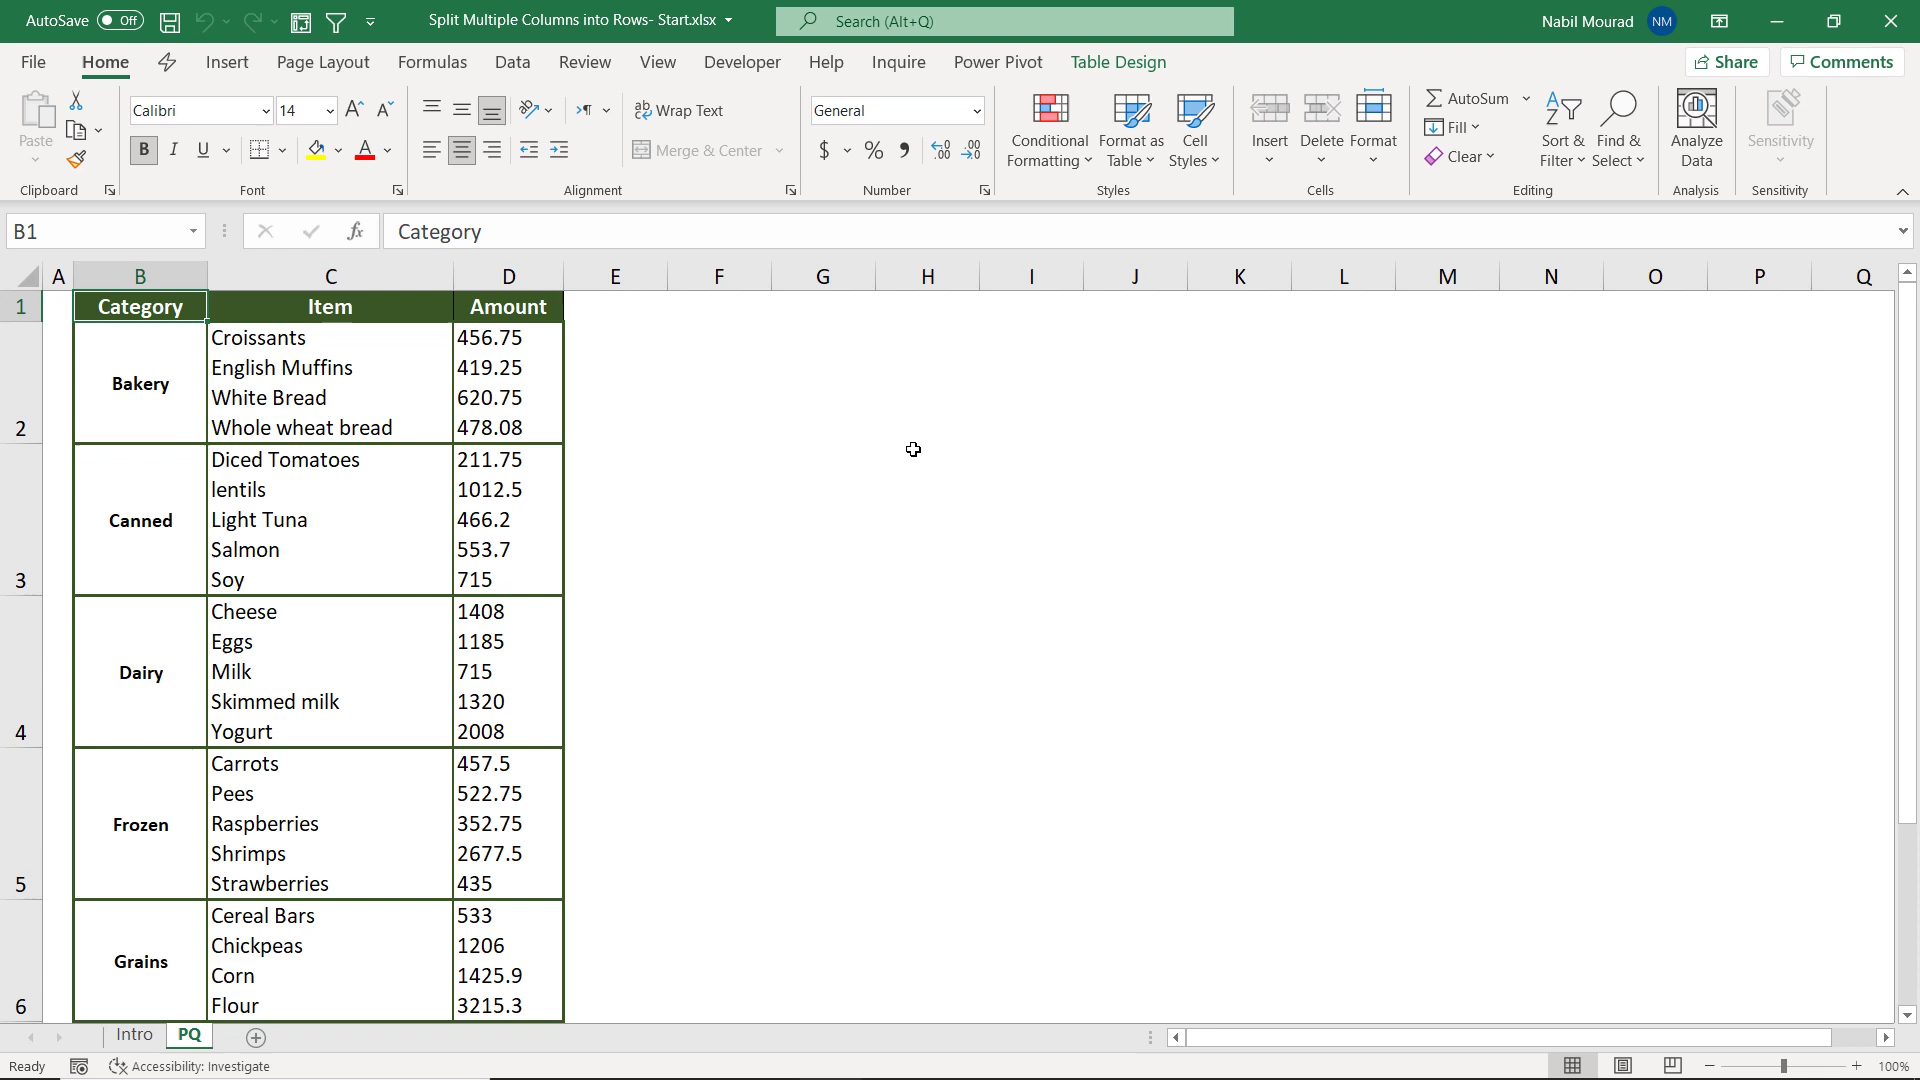 AutoSave Off Split Multiple Columns into Rows- Start.xlsx Search (Alt+Q) Nabil Mourad NM
File Home Insert Page Layout Formulas Data Review View Developer Help Inquire Power Pivot Table Design Share Comments
Paste Calibri 14 Wrap Text General Conditional Formatting Format as Table Cell Styles Insert Delete Format AutoSum Sort & Filter Find & Select Analyze Data Sensitivity
Fill
B I U Merge & Center $ % Clear
Clipboard Font Alignment Number Styles Cells Editing Analysis Sensitivity
B1 fx Category
A B C D E F G H I J K L M N O P Q
1 Category Item Amount
Croissants 456.75
English Muffins 419.25
Bakery
White Bread 620.75
2 Whole wheat bread 478.08
Diced Tomatoes 211.75
lentils 1012.5
Canned Light Tuna 466.2
Salmon 553.7
3 Soy 715
Cheese 1408
Eggs 1185
Dairy Milk 715
Skimmed milk 1320
4 Yogurt 2008
Carrots 457.5
Pees 522.75
Frozen Raspberries 352.75
Shrimps 2677.5
5 Strawberries 435
Cereal Bars 533
Chickpeas 1206
Grains
Corn 1425.9
6 Flour 3215.3
Intro PQ
Ready Accessibility: Investigate 100%